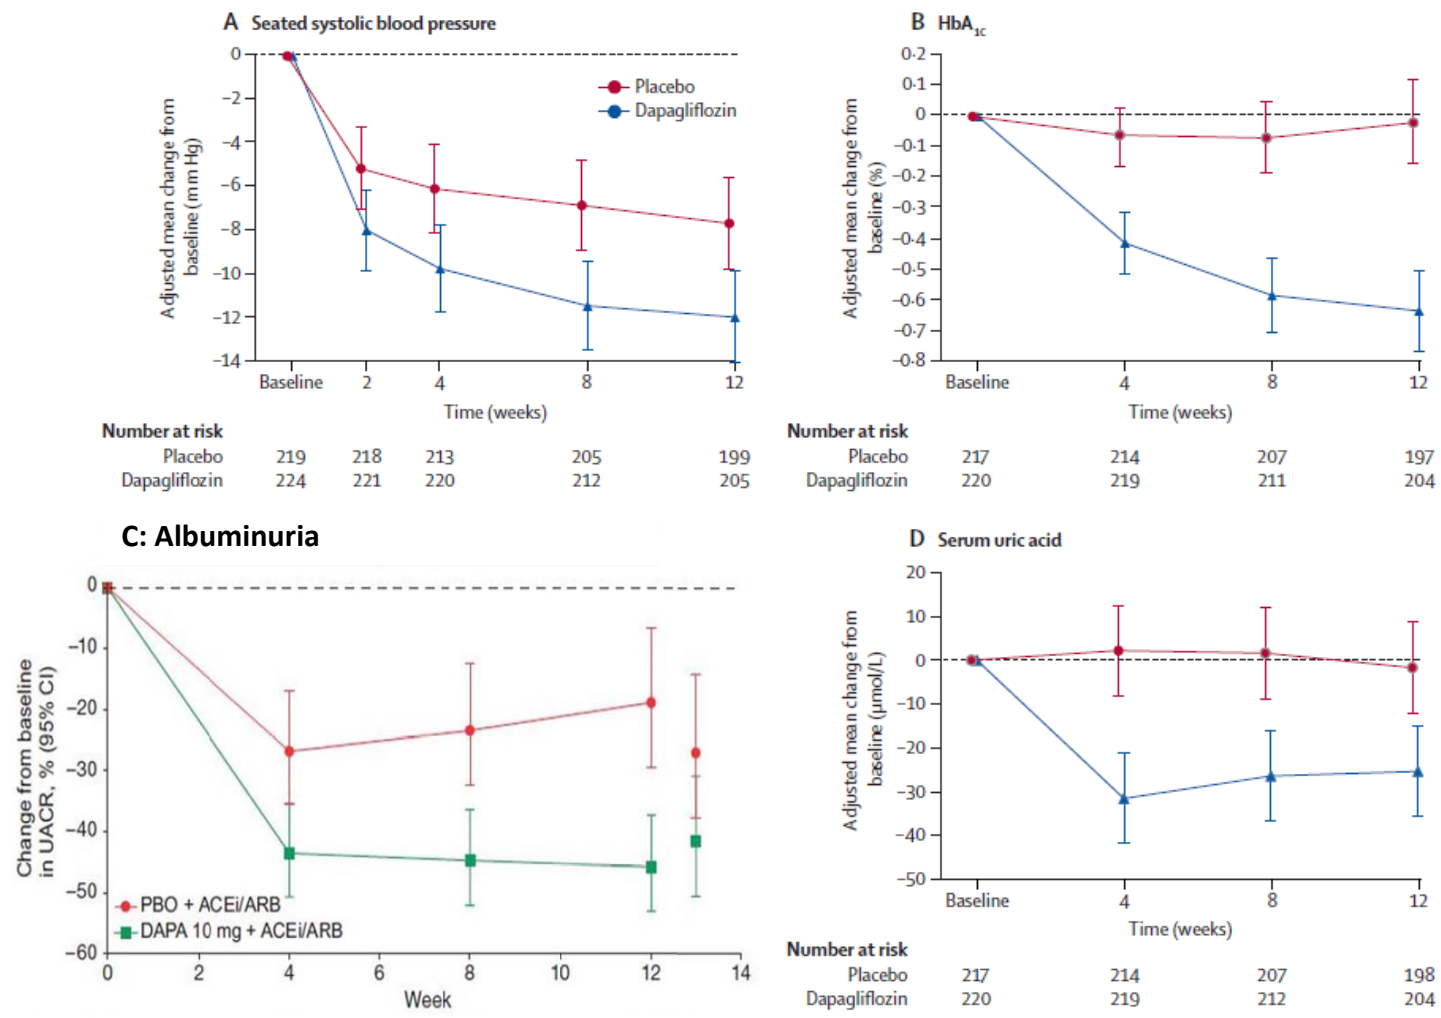 A Seated systolic blood pressure
0
−2
−4
−6
−8
−10
−12
−14
Adjusted mean change from
baseline (mm Hg)
Placebo
Dapagliflozin
Baseline 2 4 8 12
Time (weeks)
Number at risk
Placebo 219 218 213 205 199
Dapagliflozin 224 221 220 212 205
B HbA1c
0·2
0·1
0
−0·1
−0·2
−0·3
−0·4
−0·5
−0·6
−0·7
−0·8
Adjusted mean change from
baseline (%)
Baseline 4 8 12
Time (weeks)
Number at risk
Placebo 217 214 207 197
Dapagliflozin 220 219 211 204
C: Albuminuria
0
−10
−20
−30
−40
−50
−60
Change from baseline
in UACR, % (95% CI)
PBO + ACEi/ARB
DAPA 10 mg + ACEi/ARB
0 2 4 6 8 10 12 14
Week
D Serum uric acid
20
10
0
−10
−20
−30
−40
−50
Adjusted mean change from
baseline (µmol/L)
Baseline 4 8 12
Time (weeks)
Number at risk
Placebo 217 214 207 198
Dapagliflozin 220 219 212 204